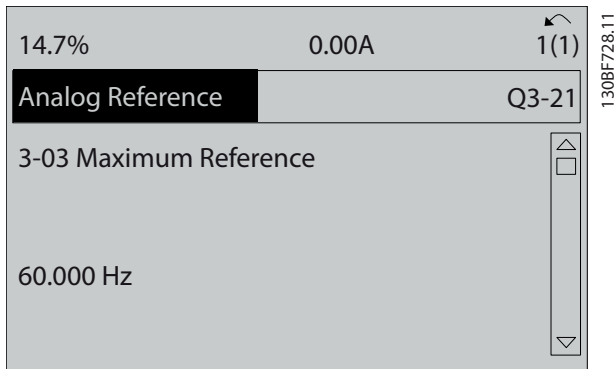 14.7% 0.00A 1(1)
Analog Reference Q3-21
3-03 Maximum Reference
60.000 Hz
130BF728.11